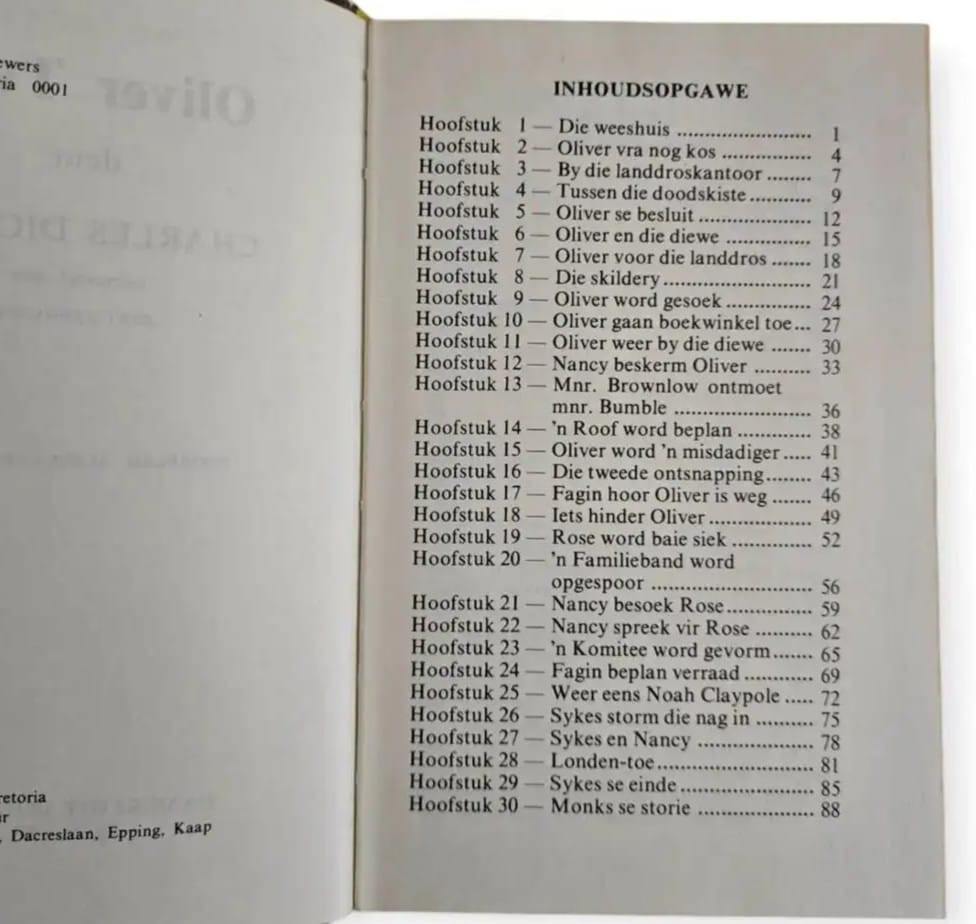 ewers
ria 0001
retoria
ir
, Dacreslaan, Epping, Kaap
INHOUDSOPGAWE
Hoofstuk 1 — Die weeshuis ........................ 1
Hoofstuk 2 — Oliver vra nog kos ................ 4
Hoofstuk 3 — By die landdroskantoor ........ 7
Hoofstuk 4 — Tussen die doodskiste ........... 9
Hoofstuk 5 — Oliver se besluit .................... 12
Hoofstuk 6 — Oliver en die diewe ............... 15
Hoofstuk 7 — Oliver voor die landdros ....... 18
Hoofstuk 8 — Die skildery .......................... 21
Hoofstuk 9 — Oliver word gesoek ............... 24
Hoofstuk 10 — Oliver gaan boekwinkel toe ... 27
Hoofstuk 11 — Oliver weer by die diewe ....... 30
Hoofstuk 12 — Nancy beskerm Oliver .......... 33
Hoofstuk 13 — Mnr. Brownlow ontmoet
mnr. Bumble ........................ 36
Hoofstuk 14 — 'n Roof word beplan ............. 38
Hoofstuk 15 — Oliver word 'n misdadiger ..... 41
Hoofstuk 16 — Die tweede ontsnapping ........ 43
Hoofstuk 17 — Fagin hoor Oliver is weg ....... 46
Hoofstuk 18 — Iets hinder Oliver .................. 49
Hoofstuk 19 — Rose word baie siek .............. 52
Hoofstuk 20 — 'n Familieband word
opgespoor ............................ 56
Hoofstuk 21 — Nancy besoek Rose ............... 59
Hoofstuk 22 — Nancy spreek vir Rose .......... 62
Hoofstuk 23 — 'n Komitee word gevorm ....... 65
Hoofstuk 24 — Fagin beplan verraad ............ 69
Hoofstuk 25 — Weer eens Noah Claypole ..... 72
Hoofstuk 26 — Sykes storm die nag in .......... 75
Hoofstuk 27 — Sykes en Nancy .................... 78
Hoofstuk 28 — Londen-toe ........................... 81
Hoofstuk 29 — Sykes se einde ....................... 85
Hoofstuk 30 — Monks se storie .................... 88